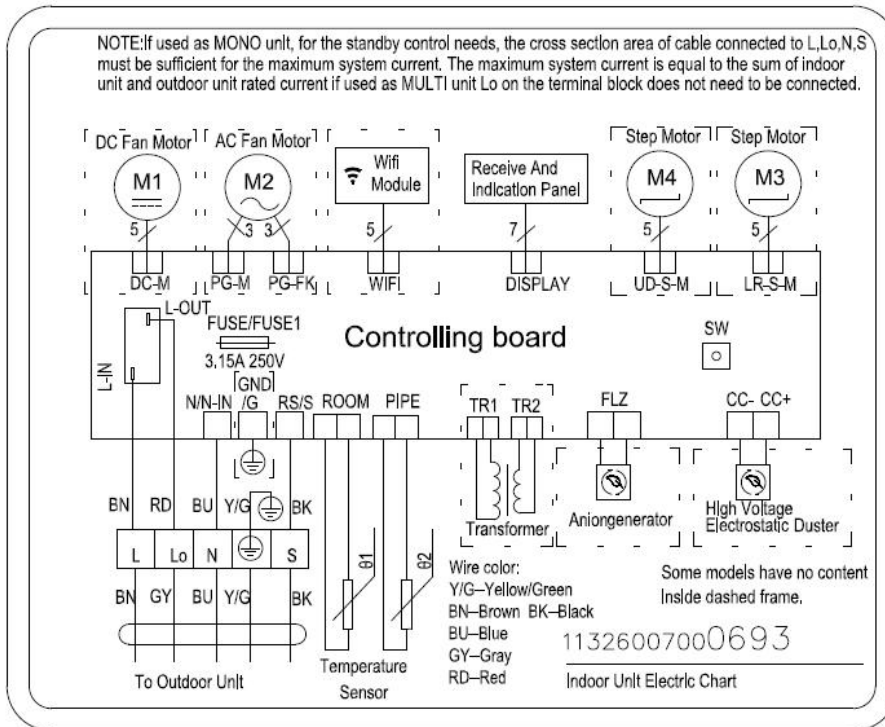 NOTE:If used as MONO unit, for the standby control needs, the cross section area of cable connected to L,Lo,N,S
must be sufficient for the maximum system current. The maximum system current is equal to the sum of indoor
unit and outdoor unit rated current if used as MULTI unit Lo on the terminal block does not need to be connected.
DC Fan Motor
AC Fan Motor
Step Motor
Step Motor
M1
M2
Wifi
Module
Receive And
Indication Panel
M4
M3
5
3
3
5
7
5
5
DC-M
PG-M
PG-FK
WIFI
DISPLAY
UD-S-M
LR-S-M
L-OUT
L-IN
FUSE/FUSE1
3.15A 250V
Controlling board
SW
N/N-IN
GND
/G
RS/S
ROOM
PIPE
TR1
TR2
FLZ
CC-
CC+
BN
RD
BU
Y/G
BK
Transformer
Aniongenerator
High Voltage
Electrostatic Duster
L
Lo
N
S
θ1
θ2
BN
GY
BU
Y/G
BK
To Outdoor Unit
Temperature
Sensor
Wire color:
Y/G–Yellow/Green
BN–Brown BK–Black
BU–Blue
GY–Gray
RD–Red
Some models have no content
Inside dashed frame.
11326007000693
Indoor Unit Electric Chart